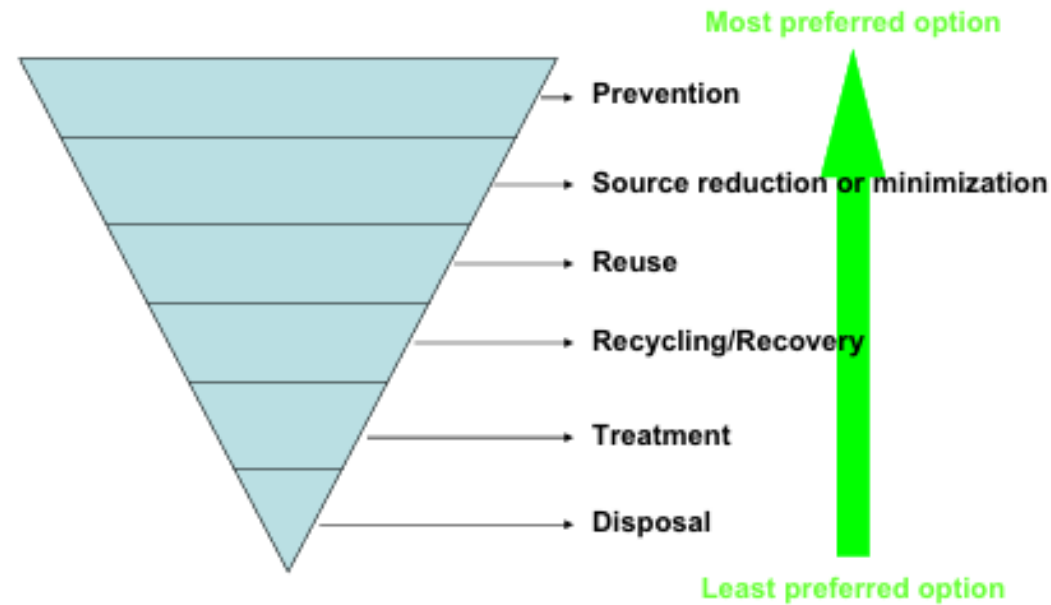 Most preferred option
Prevention
Source reduction or minimization
Reuse
Recycling/Recovery
Treatment
Disposal
Least preferred option